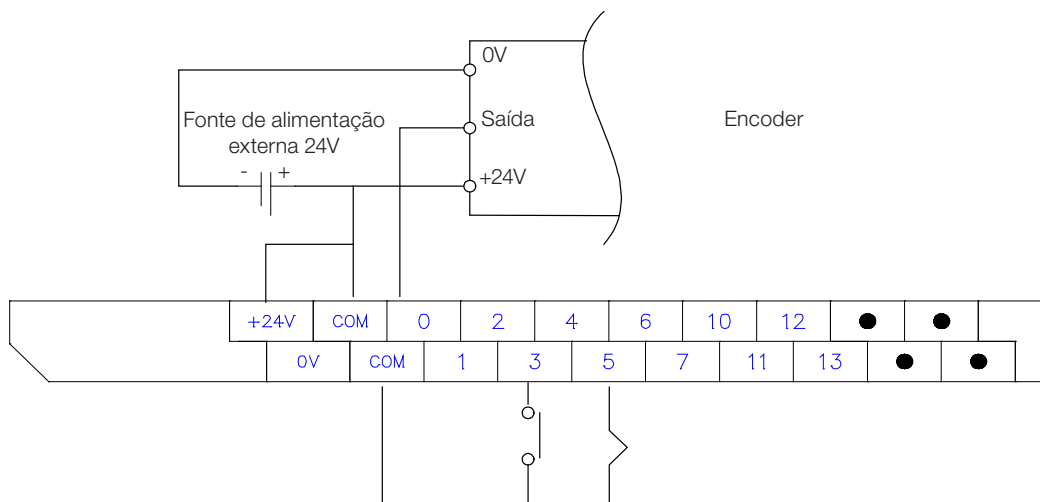 0V
Fonte de alimentação
externa 24V
- +
Saída
+24V
Encoder
+24V COM 0 2 4 6 10 12
0V COM 1 3 5 7 11 13